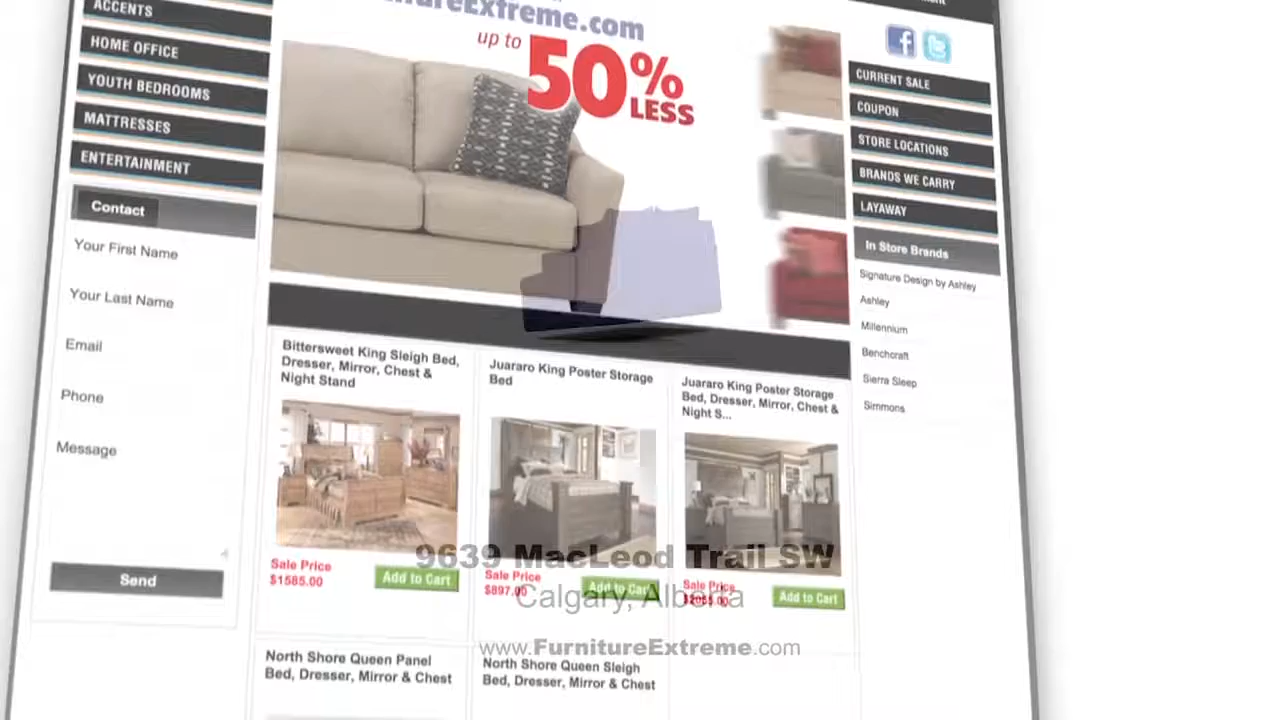 ACCENTS
HOME OFFICE
YOUTH BEDROOMS
MATTRESSES
ENTERTAINMENT
Contact
Your First Name
Your Last Name
Email
Phone
Message
Send
up to 50% LESS
Bittersweet King Sleigh Bed,
Dresser, Mirror, Chest &
Night Stand
Sale Price
$1585.00
Add to Cart
Juararo King Poster Storage
Bed
Sale Price
$897.00
Add to Cart
Juararo King Poster Storage
Bed, Dresser, Mirror, Chest &
Night S...
Sale Price
Add to Cart
North Shore Queen Panel
Bed, Dresser, Mirror & Chest
North Shore Queen Sleigh
Bed, Dresser, Mirror & Chest
CURRENT SALE
COUPON
STORE LOCATIONS
BRANDS WE CARRY
LAYAWAY
In Store Brands
Signature Design by Ashley
Ashley
Millennium
Benchcraft
Sierra Sleep
Simmons
9639 MacLeod Trail SW
Calgary, Alberta
www.FurnitureExtreme.com